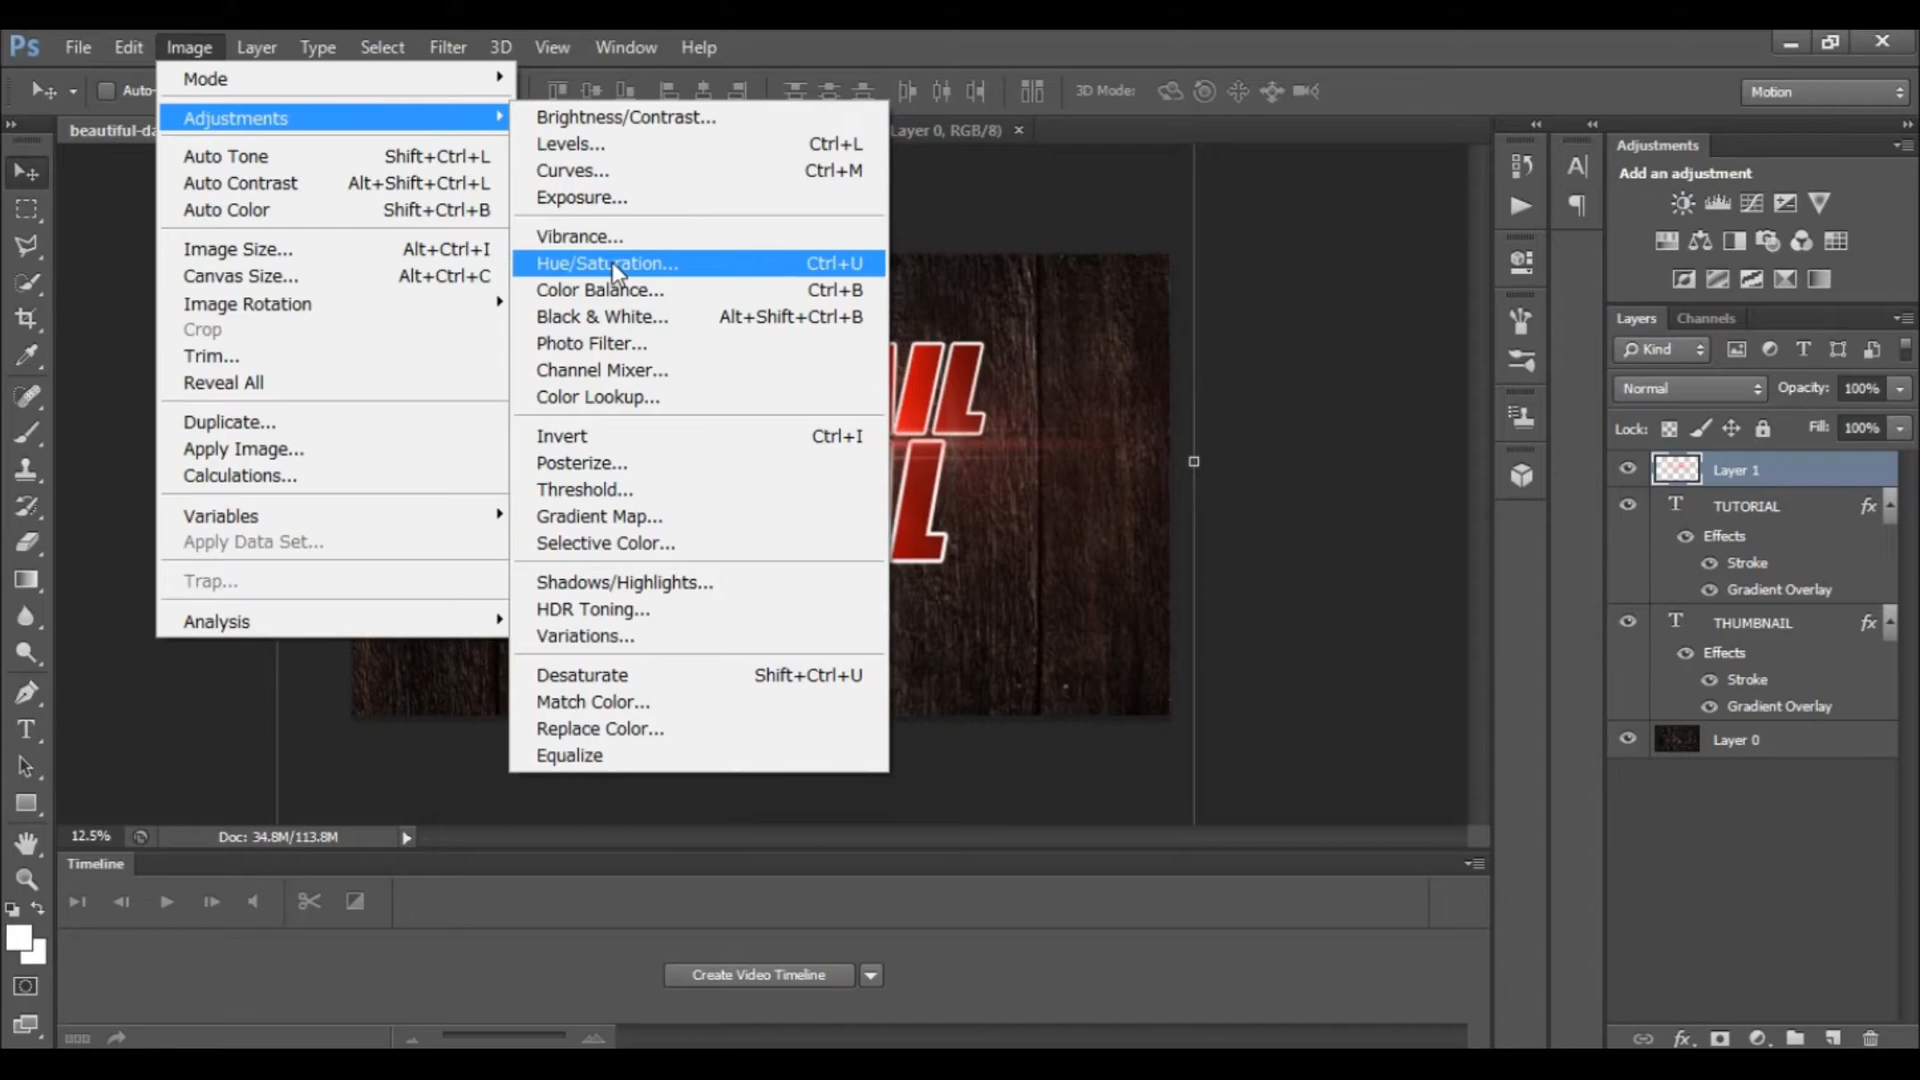 Ps File Edit Image Layer Type Select Filter 3D View Window Help
Auto- 3D Mode: Motion
beautiful-da Layer 0, RGB/8) ×
Mode
Adjustments
Auto Tone Shift+Ctrl+L
Auto Contrast Alt+Shift+Ctrl+L
Auto Color Shift+Ctrl+B
Image Size... Alt+Ctrl+I
Canvas Size... Alt+Ctrl+C
Image Rotation
Crop
Trim...
Reveal All
Duplicate...
Apply Image...
Calculations...
Variables
Apply Data Set...
Trap...
Analysis
Brightness/Contrast...
Levels... Ctrl+L
Curves... Ctrl+M
Exposure...
Vibrance...
Hue/Saturation... Ctrl+U
Color Balance... Ctrl+B
Black & White... Alt+Shift+Ctrl+B
Photo Filter...
Channel Mixer...
Color Lookup...
Invert Ctrl+I
Posterize...
Threshold...
Gradient Map...
Selective Color...
Shadows/Highlights...
HDR Toning...
Variations...
Desaturate Shift+Ctrl+U
Match Color...
Replace Color...
Equalize
IL
L
Adjustments
Add an adjustment
Layers Channels
Kind
Normal Opacity: 100%
Lock: Fill: 100%
Layer 1
T TUTORIAL fx
Effects
Stroke
Gradient Overlay
T THUMBNAIL fx
Effects
Stroke
Gradient Overlay
Layer 0
12.5% Doc: 34.8M/113.8M
Timeline
Create Video Timeline